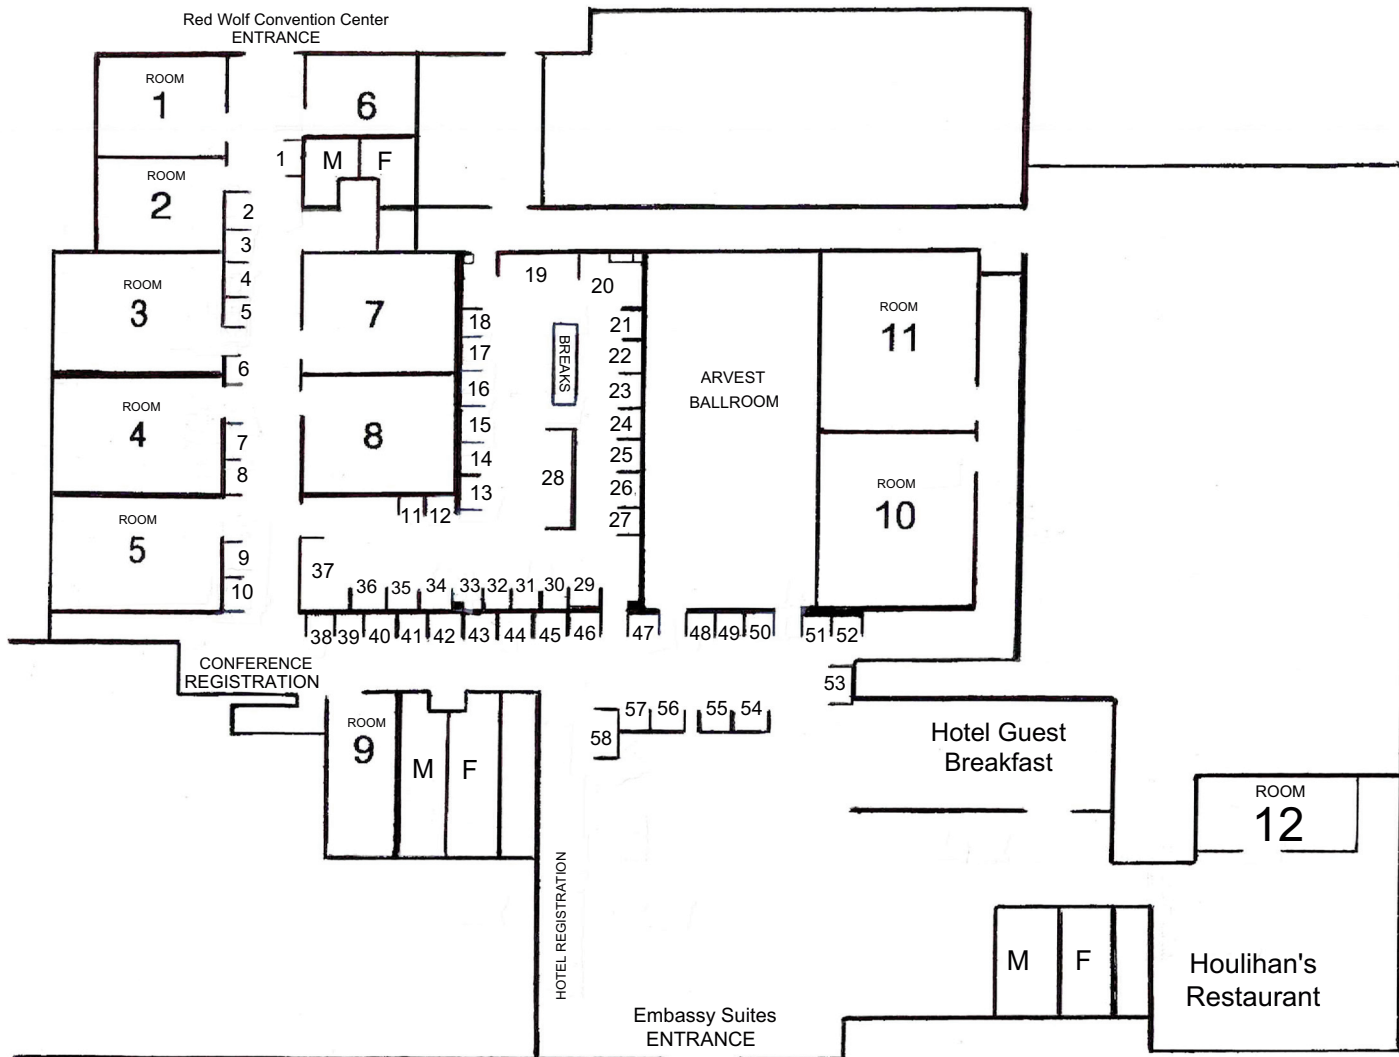 Red Wolf Convention Center
ENTRANCE
ROOM
1
6
1
M
F
ROOM
2
2
3
4
5
6
ROOM
3
7
ROOM
4
8
7
8
ROOM
5
9
10
11
12
13
14
15
16
17
18
19
20
21
22
23
24
25
26
27
BREAKS
28
ARVEST
BALLROOM
ROOM
11
ROOM
10
37
36
35
34
33
32
31
30
29
38
39
40
41
42
43
44
45
46
47
48
49
50
51
52
53
CONFERENCE
REGISTRATION
57
56
55
54
58
ROOM
9
M
F
Hotel Guest
Breakfast
ROOM
12
HOTEL REGISTRATION
M
F
Houlihan's
Restaurant
Embassy Suites
ENTRANCE